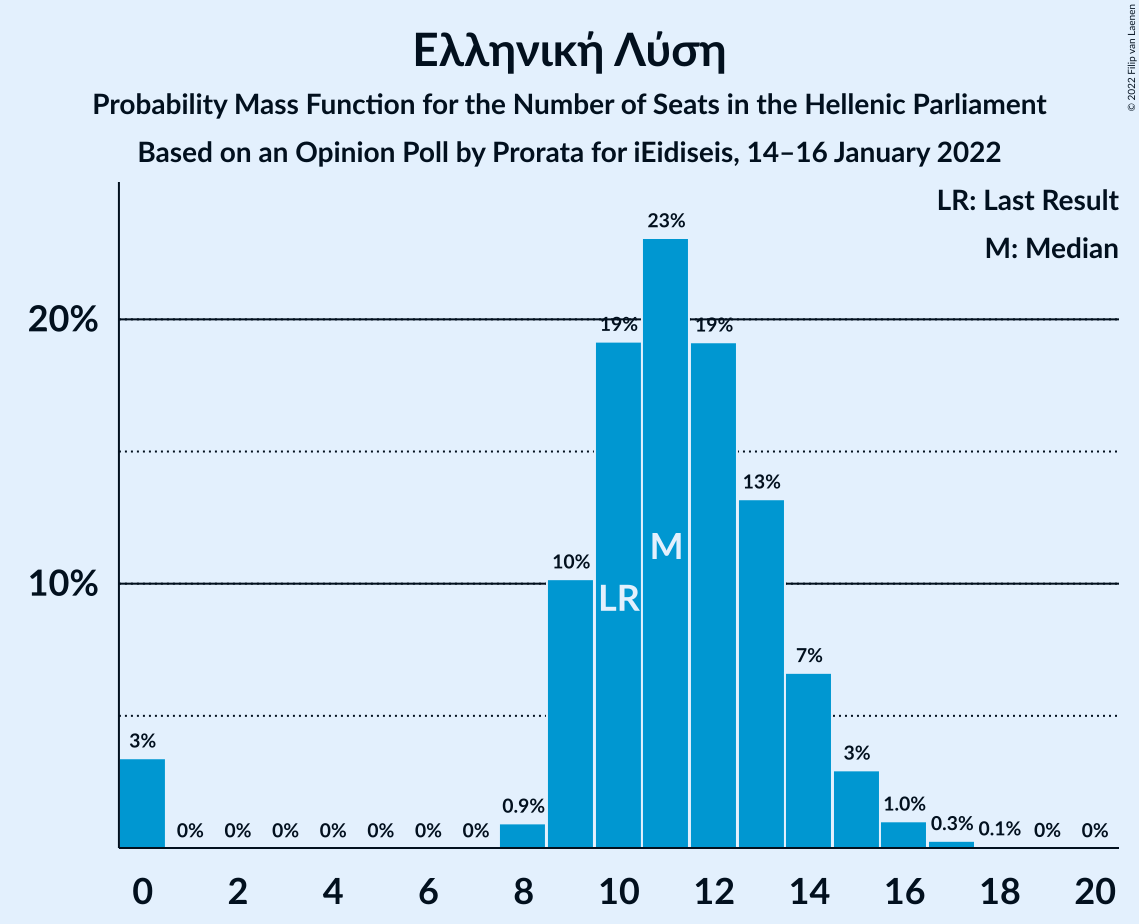 Ελληνική Λύση
Probability Mass Function for the Number of Seats in the Hellenic Parliament
Based on an Opinion Poll by Prorata for iEidiseis, 14–16 January 2022
© 2022 Filip van Laenen
LR: Last Result
M: Median
23%
20%
19%
19%
13%
M
10%
10%
LR
7%
3%
3%
0.9%
1.0%
0.3%
0.1%
0% 0% 0% 0% 0% 0% 0% 0% 0%
0 2 4 6 8 10 12 14 16 18 20